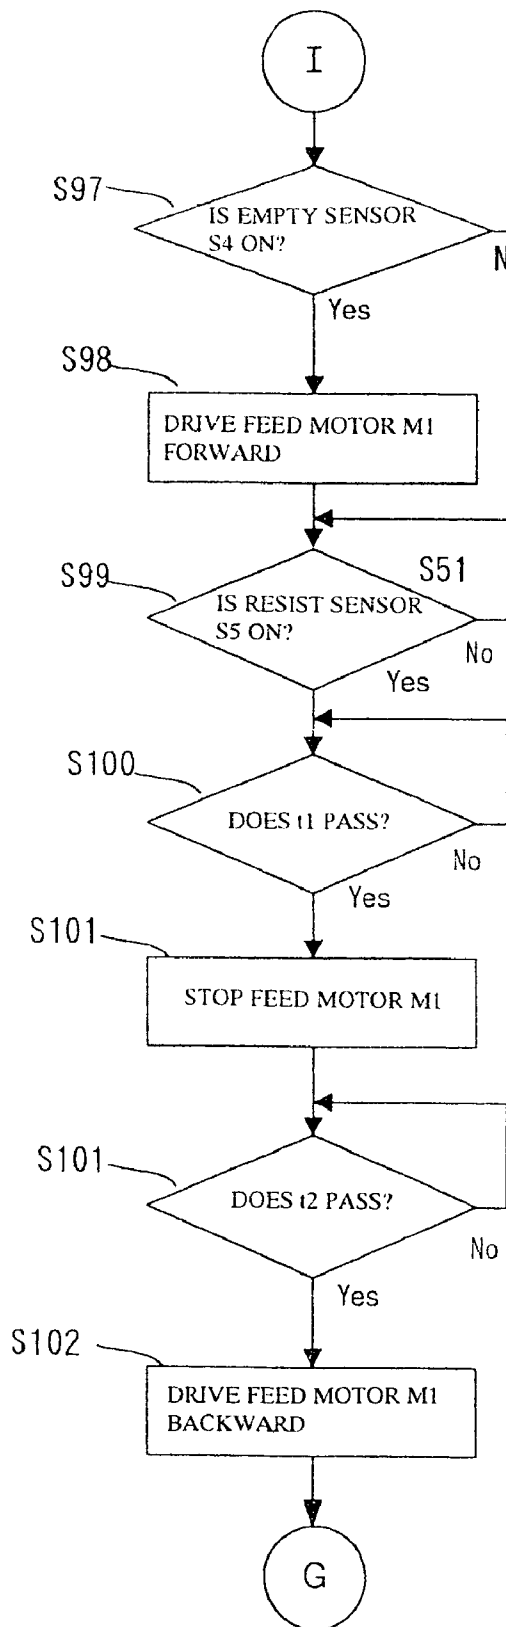 I
S97
IS EMPTY SENSOR
S4 ON?
N
Yes
S98
DRIVE FEED MOTOR M1
FORWARD
S99
S51
IS RESIST SENSOR
S5 ON?
No
Yes
S100
DOES t1 PASS?
No
Yes
S101
STOP FEED MOTOR M1
S101
DOES t2 PASS?
No
Yes
S102
DRIVE FEED MOTOR M1
BACKWARD
G